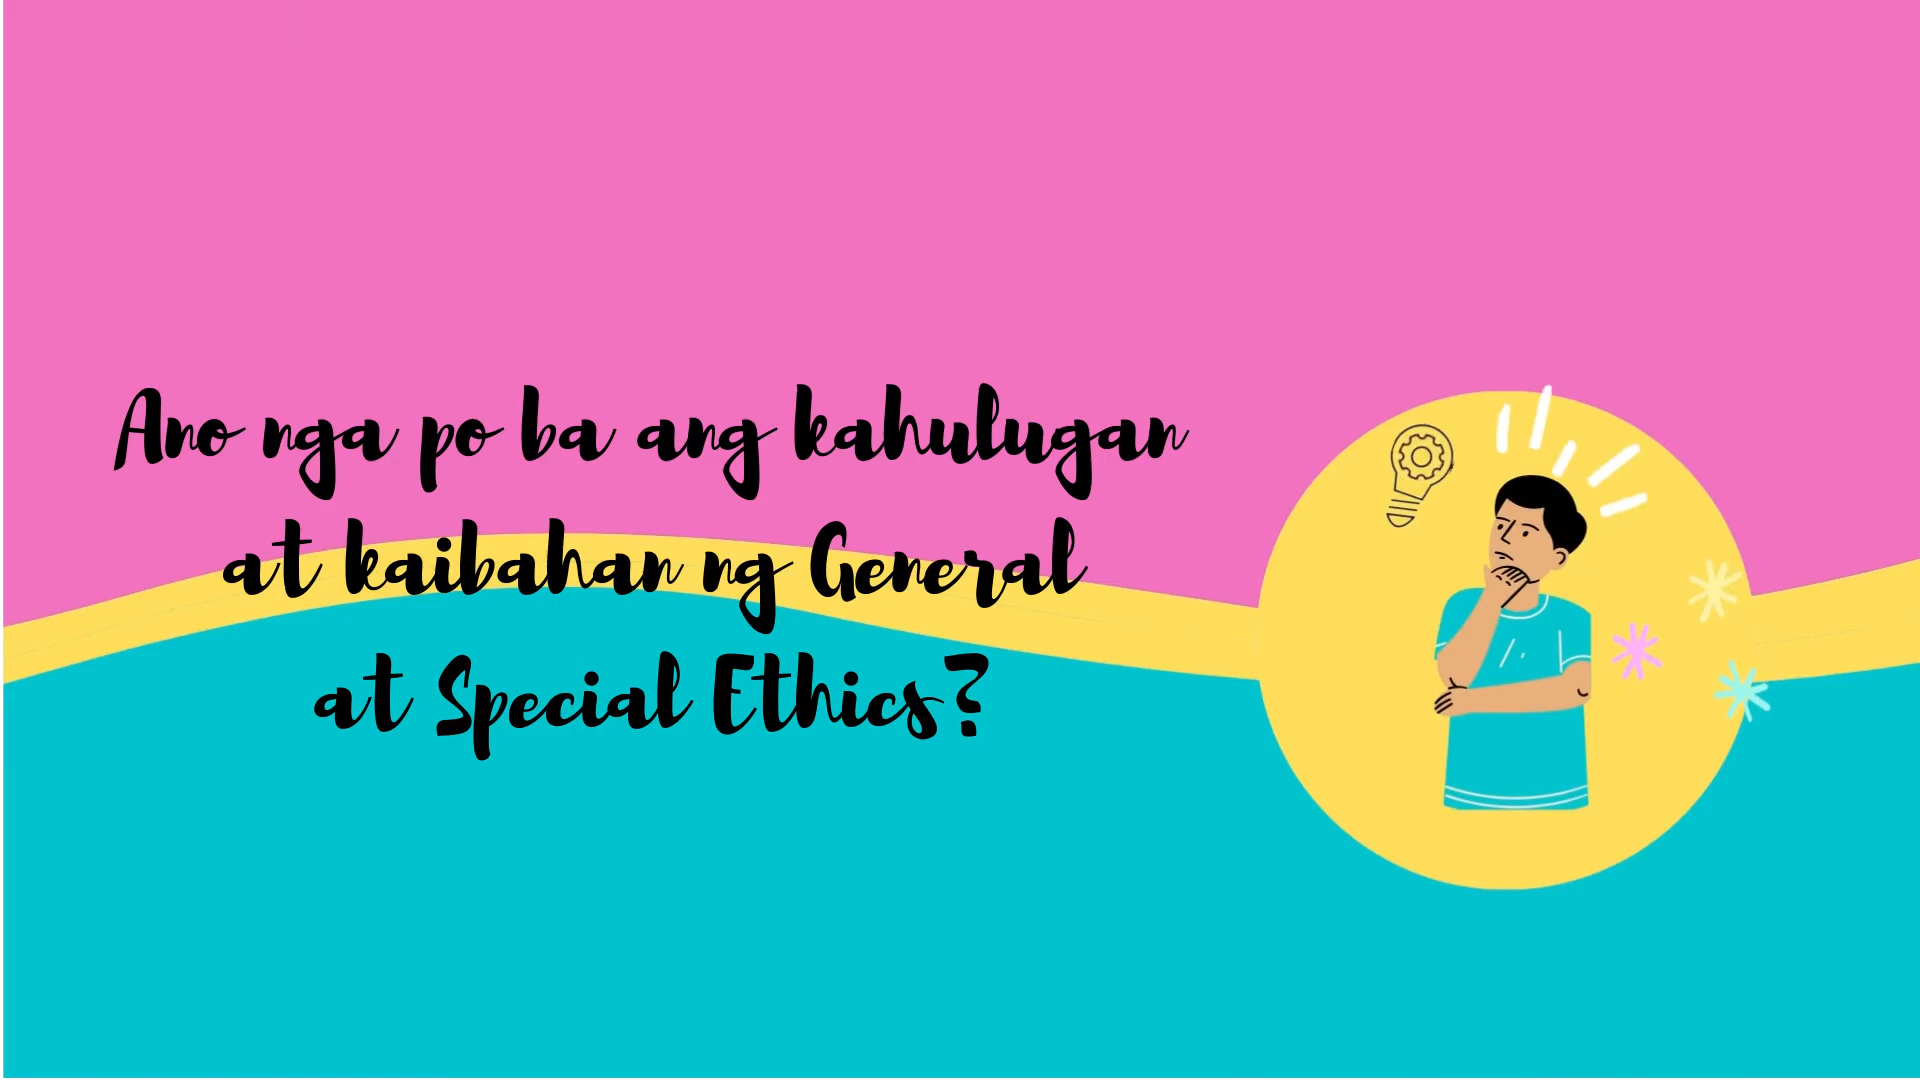 Ano nga po ba ang kahulugan
at kaibahan ng General
at Special Ethics?